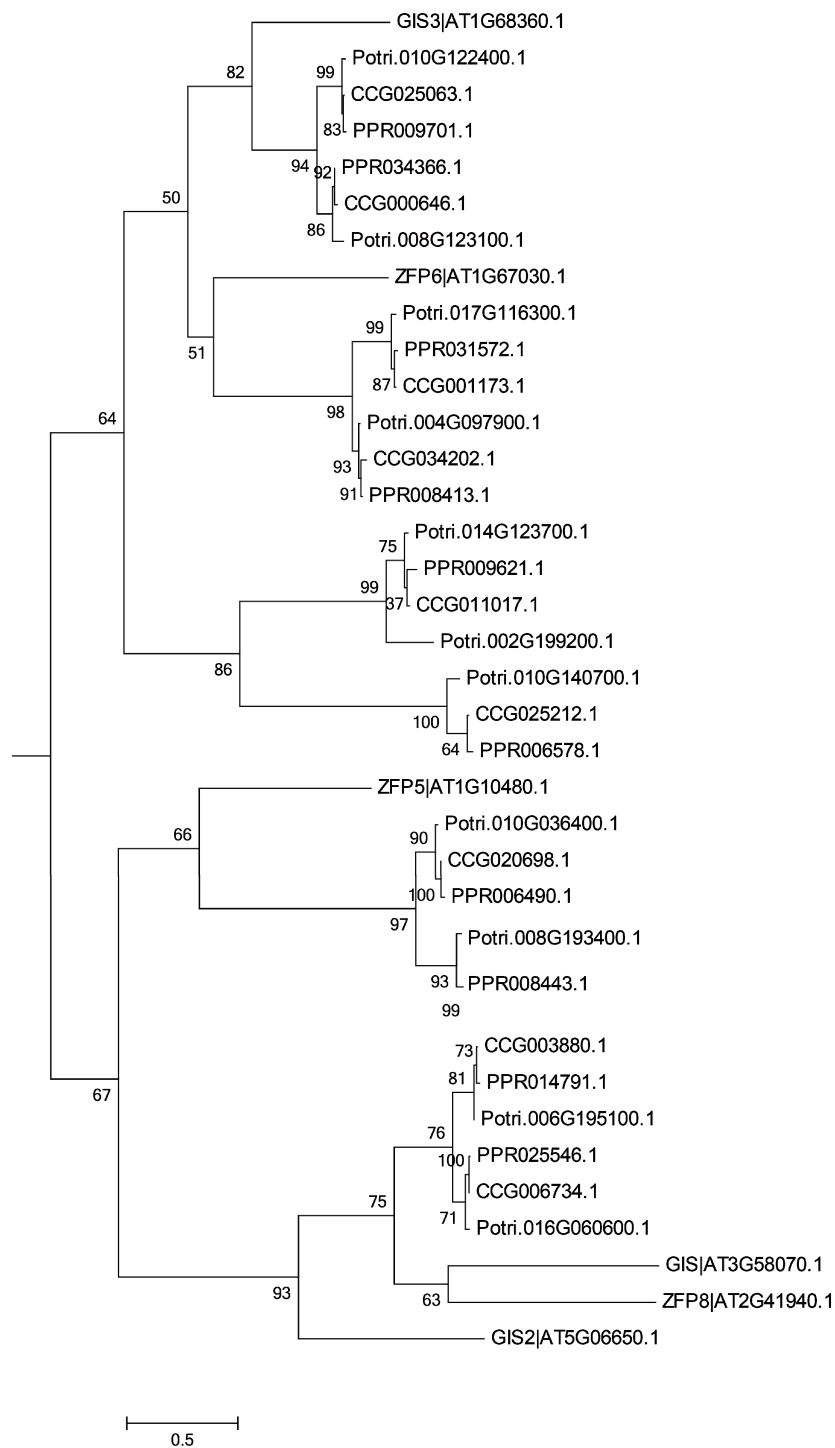 GIS3|AT1G68360.1
82
Potri.010G122400.1
99
CCG025063.1
83
PPR009701.1
94
92
PPR034366.1
50
CCG000646.1
86
Potri.008G123100.1
ZFP6|AT1G67030.1
Potri.017G116300.1
99
51
PPR031572.1
87
CCG001173.1
98
64
Potri.004G097900.1
93
CCG034202.1
91
PPR008413.1
Potri.014G123700.1
75
PPR009621.1
99
37
CCG011017.1
Potri.002G199200.1
86
Potri.010G140700.1
CCG025212.1
100
64
PPR006578.1
ZFP5|AT1G10480.1
Potri.010G036400.1
66
90
CCG020698.1
100
PPR006490.1
97
Potri.008G193400.1
93
PPR008443.1
99
CCG003880.1
73
81
PPR014791.1
67
Potri.006G195100.1
76
100
PPR025546.1
CCG006734.1
75
71
Potri.016G060600.1
GIS|AT3G58070.1
93
63
ZFP8|AT2G41940.1
GIS2|AT5G06650.1
0.5